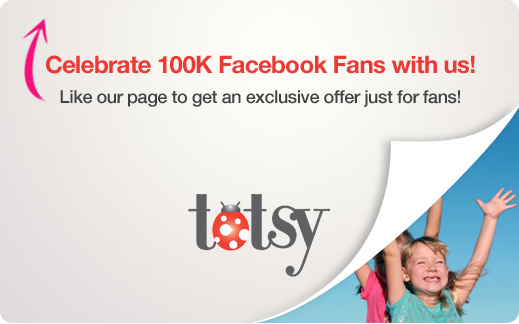 Celebrate 100K Facebook Fans with us!
Like our page to get an exclusive offer just for fans!
totsy